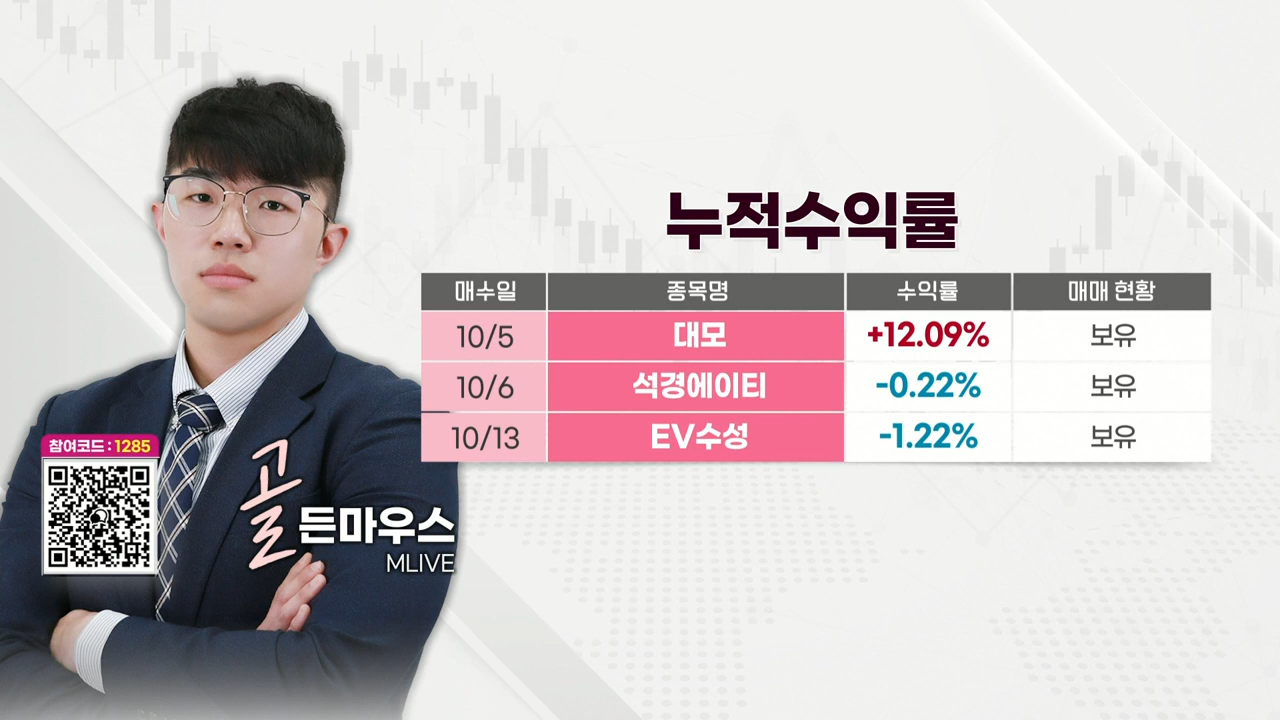 누적수익률
매수일 종목명 수익률 매매 현황
10/5 대모 +12.09% 보유
10/6 석경에이티 -0.22% 보유
10/13 EV수성 -1.22% 보유
참여코드 : 1285
골든마우스
MLIVE